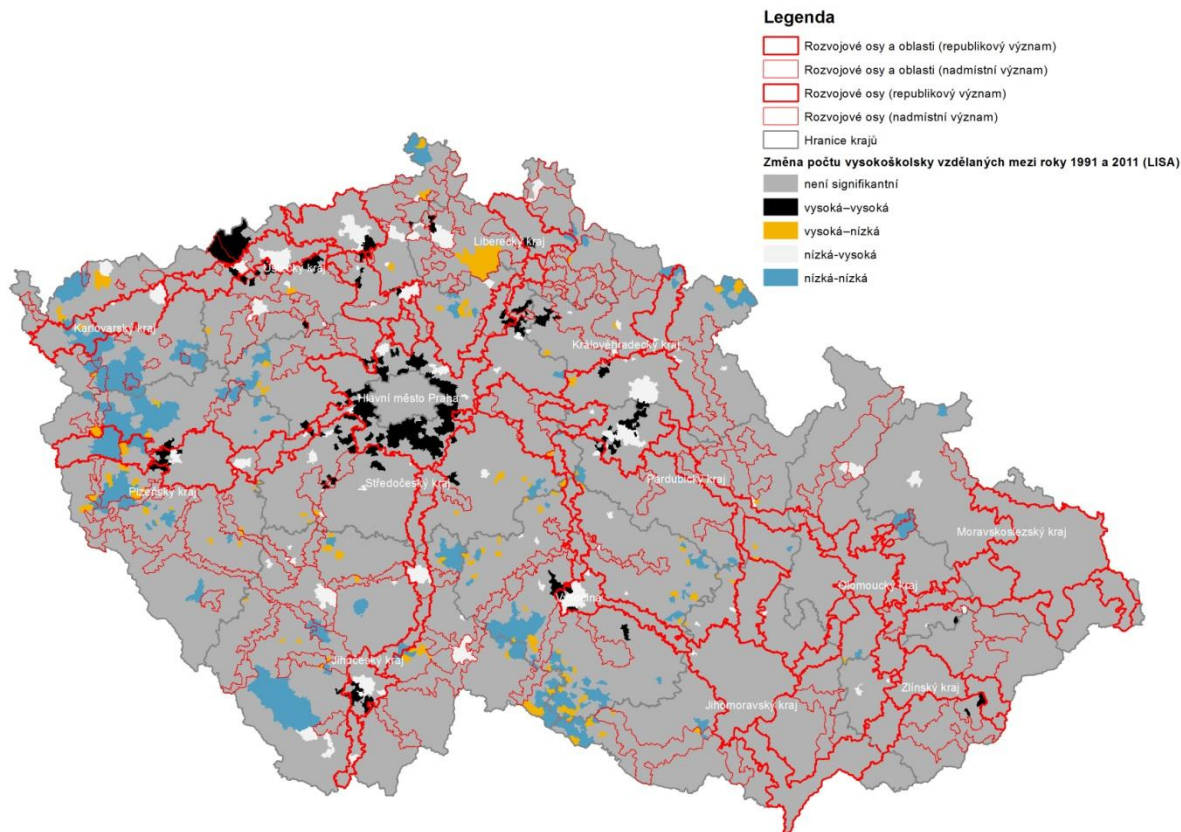 Legenda
Rozvojové osy a oblasti (republikový význam)
Rozvojové osy a oblasti (nadmístní význam)
Rozvojové osy (republikový význam)
Rozvojové osy (nadmístní význam)
Hranice krajů
Změna počtu vysokoškolsky vzdělaných mezi roky 1991 a 2011 (LISA)
není signifikantní
vysoká–vysoká
vysoká–nízká
nízká-vysoká
nízká-nízká
Liberecký kraj
Ústecký kraj
Karlovarský kraj
Královéhradecký kraj
Hlavní město Praha
Středočeský kraj
Pardubický kraj
Plzeňský kraj
Moravskoslezský kraj
Olomoucký kraj
Vysočina
Jihočeský kraj
Zlínský kraj
Jihomoravský kraj